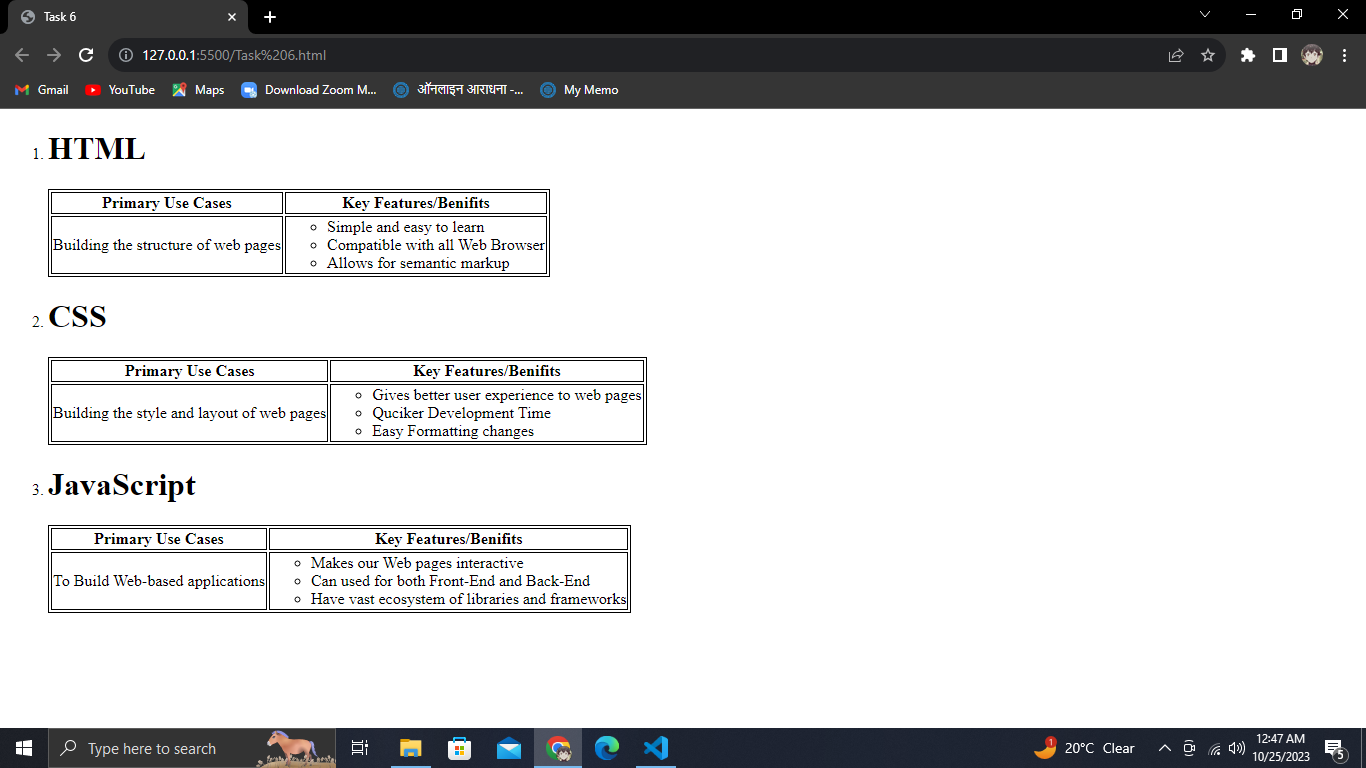 Task 6
127.0.0.1:5500/Task%206.html
Gmail YouTube Maps Download Zoom M... ऑनलाइन आराधना -... My Memo
1. HTML
Primary Use Cases Key Features/Benifits
Building the structure of web pages
Simple and easy to learn
Compatible with all Web Browser
Allows for semantic markup
2. CSS
Primary Use Cases Key Features/Benifits
Building the style and layout of web pages
Gives better user experience to web pages
Quciker Development Time
Easy Formatting changes
3. JavaScript
Primary Use Cases Key Features/Benifits
To Build Web-based applications
Makes our Web pages interactive
Can used for both Front-End and Back-End
Have vast ecosystem of libraries and frameworks
Type here to search
1
20°C Clear
12:47 AM
10/25/2023
5